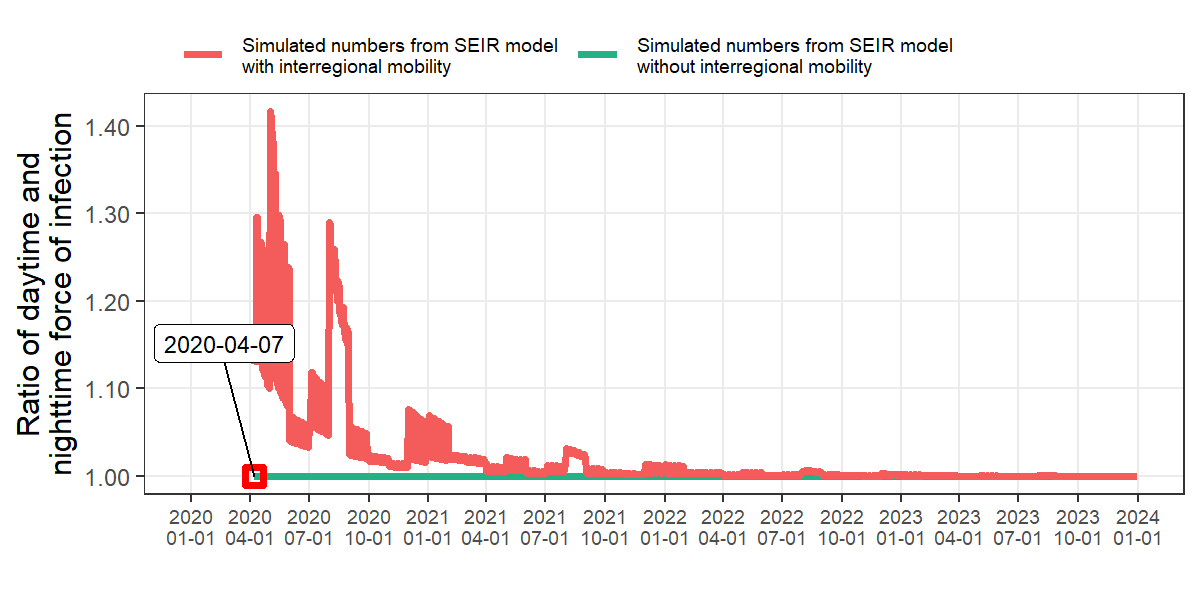 Simulated numbers from SEIR model
with interregional mobility
Simulated numbers from SEIR model
without interregional mobility
Ratio of daytime and
nighttime force of infection
1.40
1.30
1.20
1.10
1.00
2020-04-07
2020 2020 2020 2020 2021 2021 2021 2021 2022 2022 2022 2022 2023 2023 2023 2023 2024
01-01 04-01 07-01 10-01 01-01 04-01 07-01 10-01 01-01 04-01 07-01 10-01 01-01 04-01 07-01 10-01 01-01